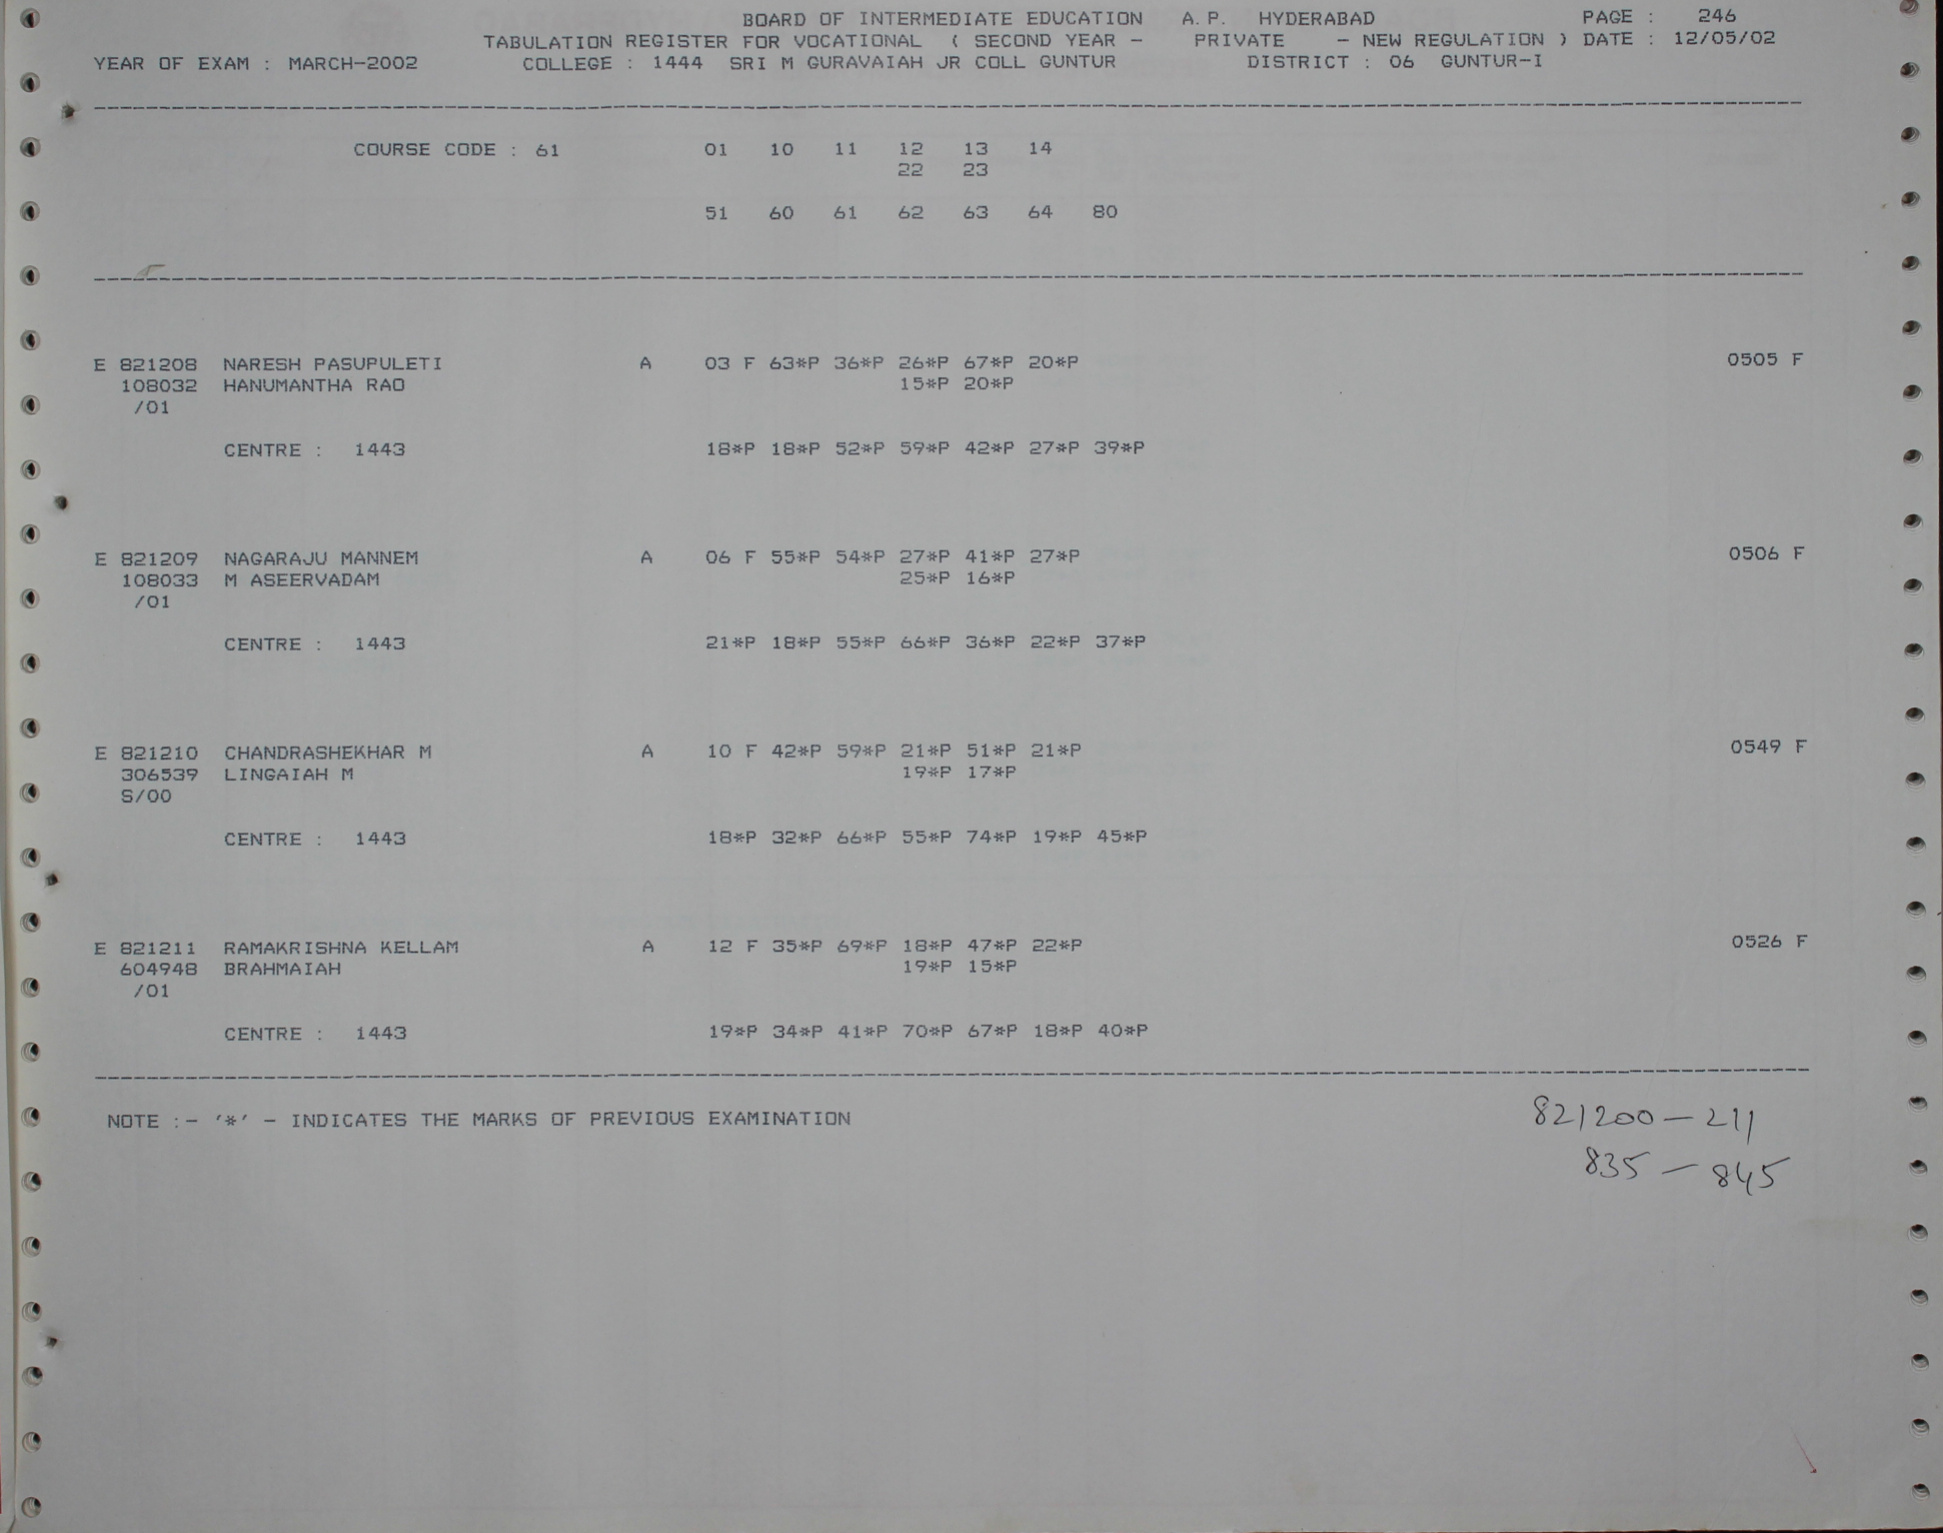 BOARD OF INTERMEDIATE EDUCATION A.P. HYDERABAD PAGE : 246
TABULATION REGISTER FOR VOCATIONAL ( SECOND YEAR - PRIVATE - NEW REGULATION ) DATE : 12/05/02
YEAR OF EXAM : MARCH-2002 COLLEGE : 1444 SRI M GURAVAIAH JR COLL GUNTUR DISTRICT : 06 GUNTUR-I
COURSE CODE : 61 01 10 11 12 13 14
22 23
51 60 61 62 63 64 80
E 821208 NARESH PASUPULETI A 03 F 63*P 36*P 26*P 67*P 20*P 0505 F
108032 HANUMANTHA RAO 15*P 20*P
/01
CENTRE : 1443 18*P 18*P 52*P 59*P 42*P 27*P 39*P
E 821209 NAGARAJU MANNEM A 06 F 55*P 54*P 27*P 41*P 27*P 0506 F
108033 M ASEERVADAM 25*P 16*P
/01
CENTRE : 1443 21*P 18*P 55*P 66*P 36*P 22*P 37*P
E 821210 CHANDRASHEKHAR M A 10 F 42*P 59*P 21*P 51*P 21*P 0549 F
306539 LINGAIAH M 19*P 17*P
S/00
CENTRE : 1443 18*P 32*P 66*P 55*P 74*P 19*P 45*P
E 821211 RAMAKRISHNA KELLAM A 12 F 35*P 69*P 18*P 47*P 22*P 0526 F
604948 BRAHMAIAH 19*P 15*P
/01
CENTRE : 1443 19*P 34*P 41*P 70*P 67*P 18*P 40*P
NOTE :- '*' - INDICATES THE MARKS OF PREVIOUS EXAMINATION
821200 - 211
835 - 845